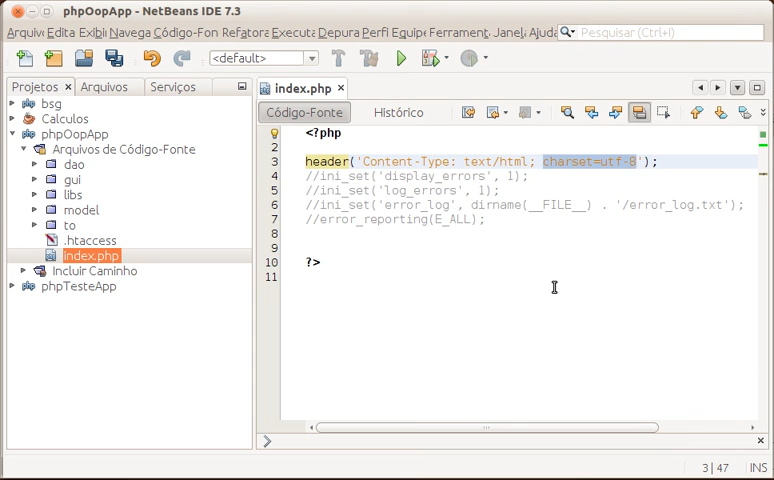 phpOopApp - NetBeans IDE 7.3
Arquiv Edita Exibi Navega Código-Fon Refatora Executa Depura Perfi Equip Ferrament. Janel Ajuda
Pesquisar (Ctrl+I)
<default>
Projetos Arquivos Serviços
index.php
bsg
Código-Fonte Histórico
Calculos
phpOopApp
Arquivos de Código-Fonte
dao
gui
libs
model
to
.htaccess
index.php
Incluir Caminho
phpTesteApp
1 <?php
2
3 header('Content-Type: text/html; charset=utf-8');
4 //ini_set('display_errors', 1);
5 //ini_set('log_errors', 1);
6 //ini_set('error_log', dirname(__FILE__) . '/error_log.txt');
7 //error_reporting(E_ALL);
8
9
10 ?>
11
3|47 INS